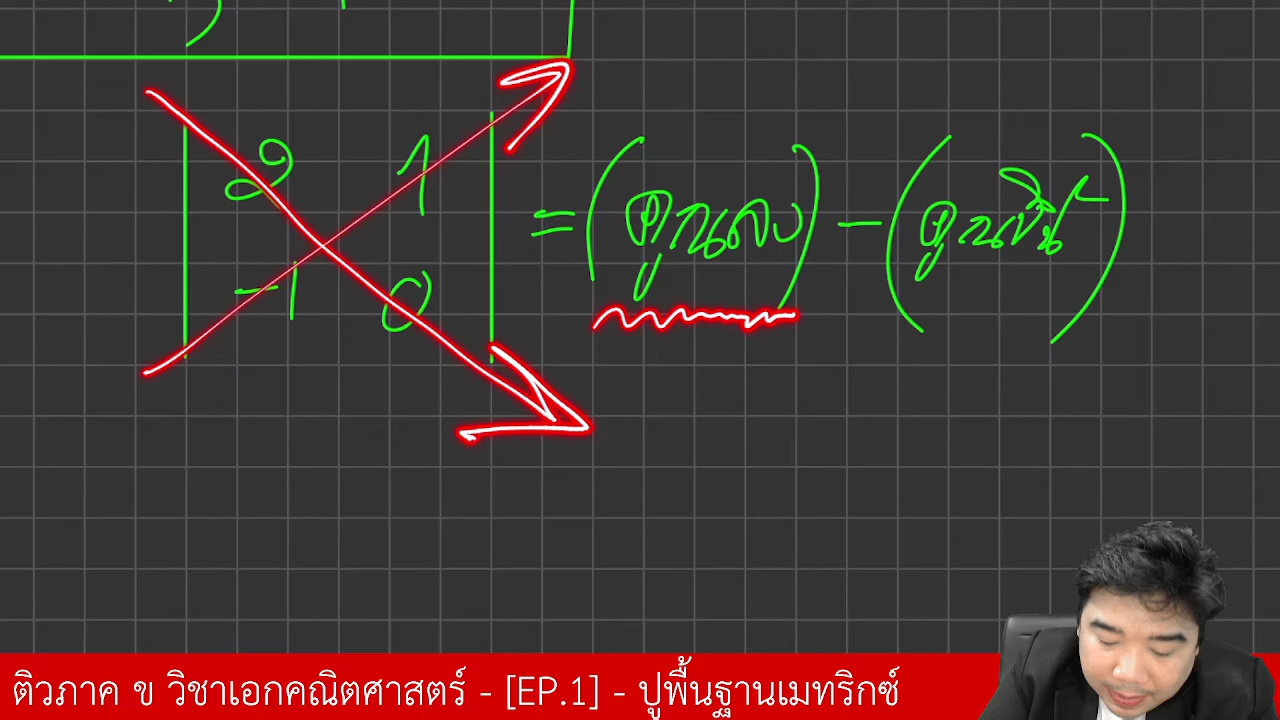 2 1
-1 0
= (คูณลง) - (คูณขึ้น)
ติวภาค ข วิชาเอกคณิตศาสตร์ - [EP.1] - ปูพื้นฐานเมทริกซ์